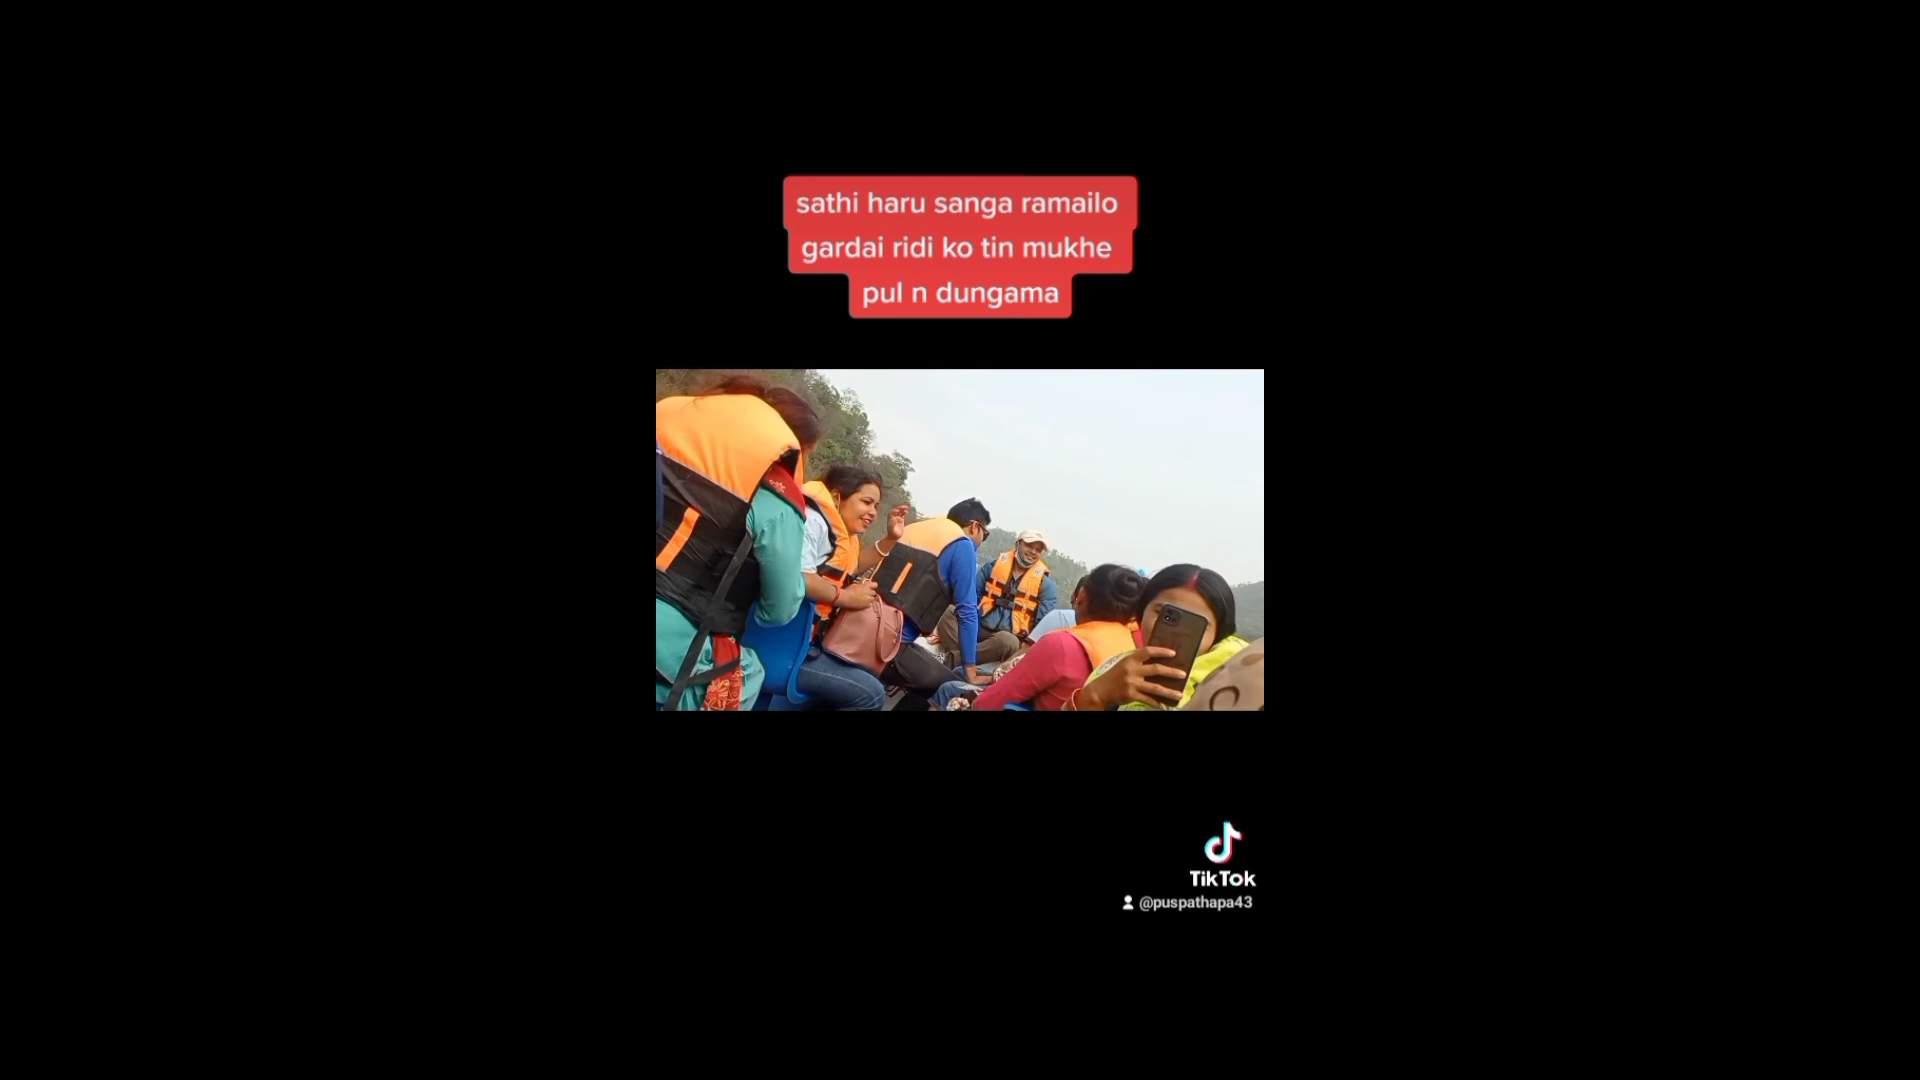 sathi haru sanga ramailo
gardai ridi ko tin mukhe
pul n dungama
TikTok
@puspathapa43